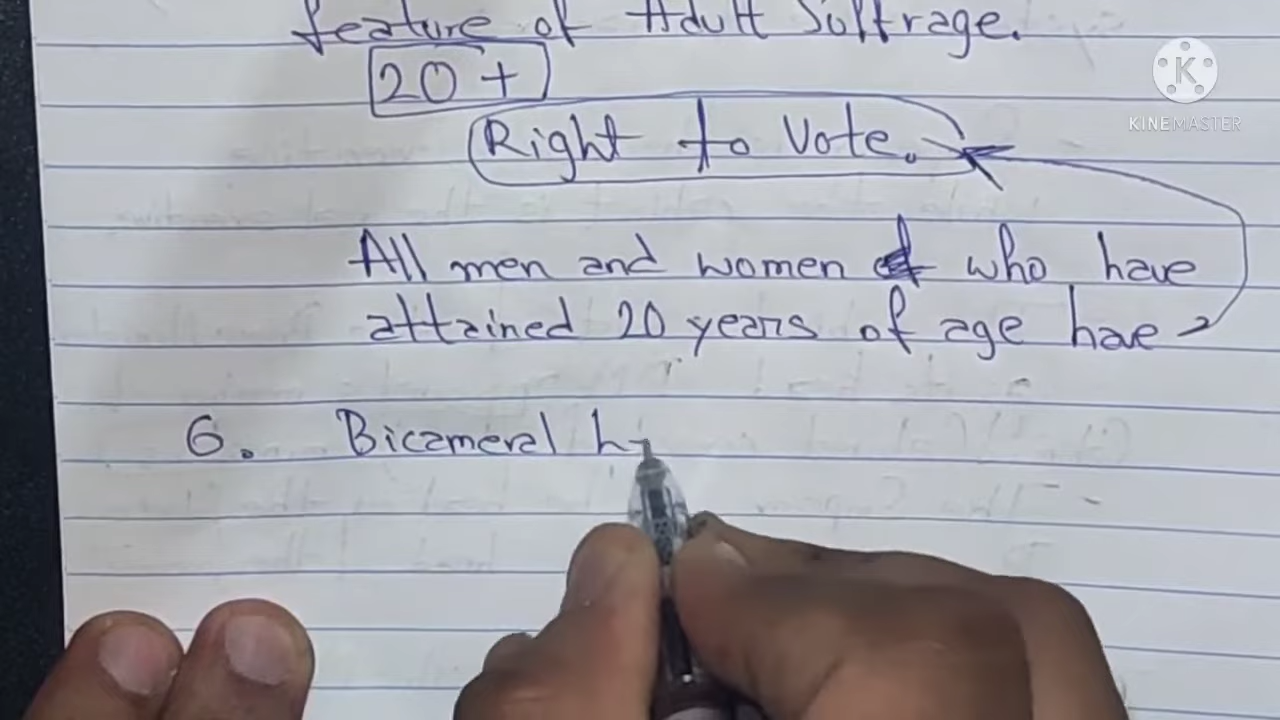 feature of Adult Suffrage.
20 +
Right to Vote.
All men and women who have
attained 20 years of age have
6. Bicameral
K
KINEMASTER